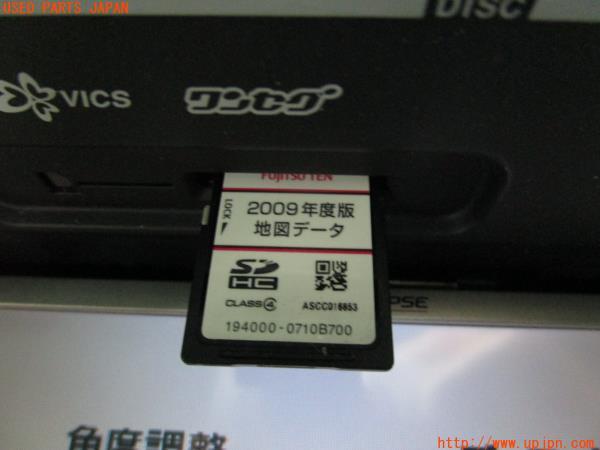 USED PARTS JAPAN
DISC
VICS
ワンセグ
FUJITSU TEN
LOCK
2009年度版
地図データ
SD
HC
CLASS④
ASCC016853
194000-0710B700
PSE
角度調整
http://www.upjpn.com